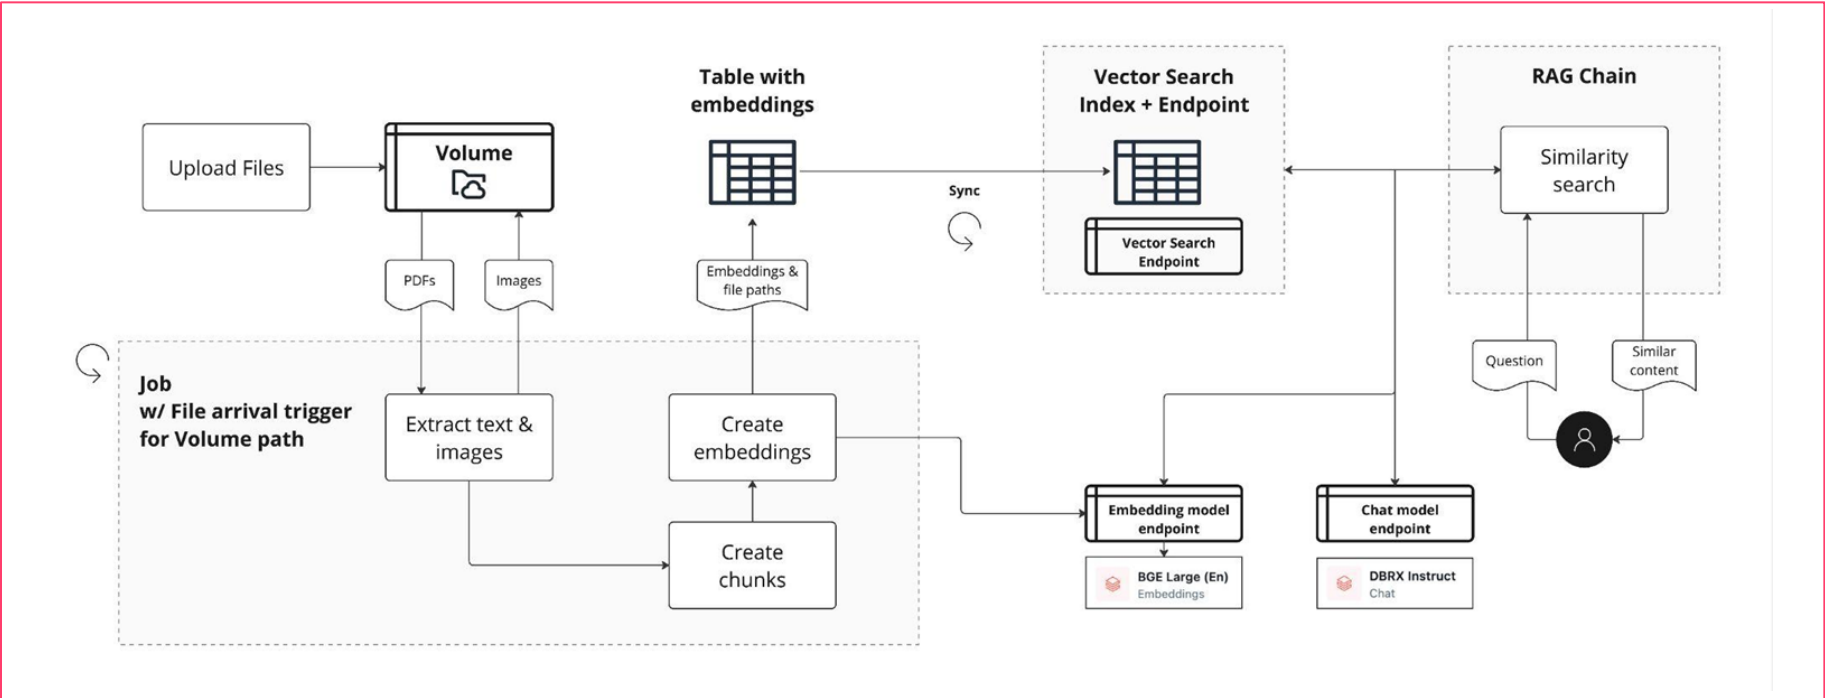 Table with
embeddings
Vector Search
Index + Endpoint
RAG Chain
Upload Files
Volume
Similarity
search
Sync
Vector Search
Endpoint
PDFs
Images
Embeddings &
file paths
Question
Similar
content
Job
w/ File arrival trigger
for Volume path
Extract text &
images
Create
embeddings
Create
chunks
Embedding model
endpoint
BGE Large (En)
Embeddings
Chat model
endpoint
DBRX Instruct
Chat